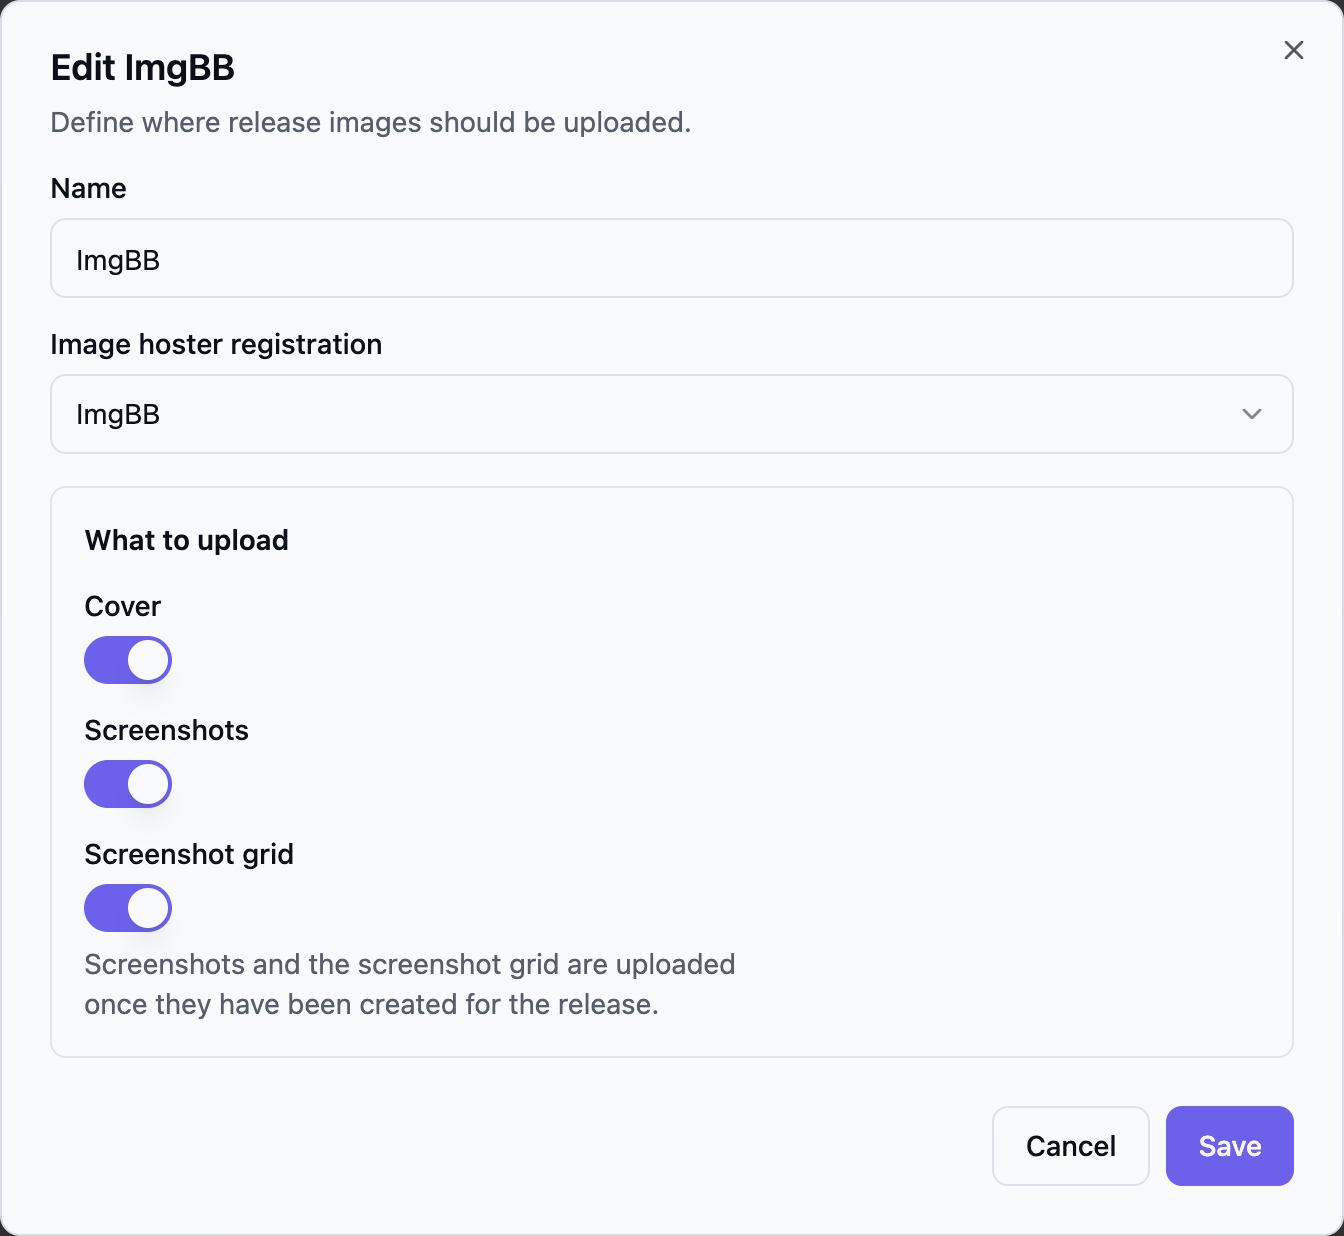 Edit ImgBB
Define where release images should be uploaded.
Name
ImgBB
Image hoster registration
ImgBB
What to upload
Cover
Screenshots
Screenshot grid
Screenshots and the screenshot grid are uploaded
once they have been created for the release.
Cancel
Save